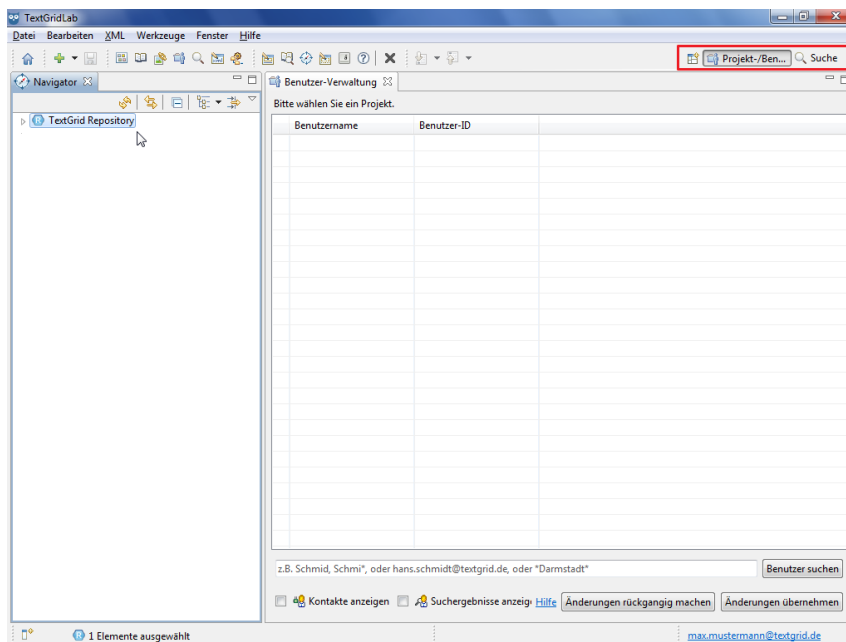 TextGridLab
Datei Bearbeiten XML Werkzeuge Fenster Hilfe
Projekt-/Ben... Suche
Navigator
Benutzer-Verwaltung
Bitte wählen Sie ein Projekt.
TextGrid Repository
Benutzername Benutzer-ID
z.B. Schmid, Schmi*, oder hans.schmidt@textgrid.de, oder "Darmstadt"
Benutzer suchen
Kontakte anzeigen Suchergebnisse anzeig Hilfe Änderungen rückgangig machen Änderungen übernehmen
1 Elemente ausgewählt
max.mustermann@textgrid.de